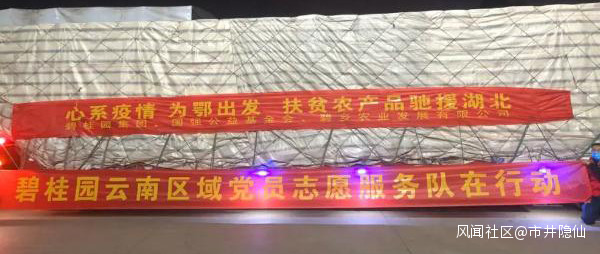 心系疫情 为鄂出发 扶贫农产品驰援湖北
碧桂园集团、国强公益基金会、碧乡农业发展有限公司
碧桂园云南区域党员志愿服务队在行动
风闻社区@市井隐仙